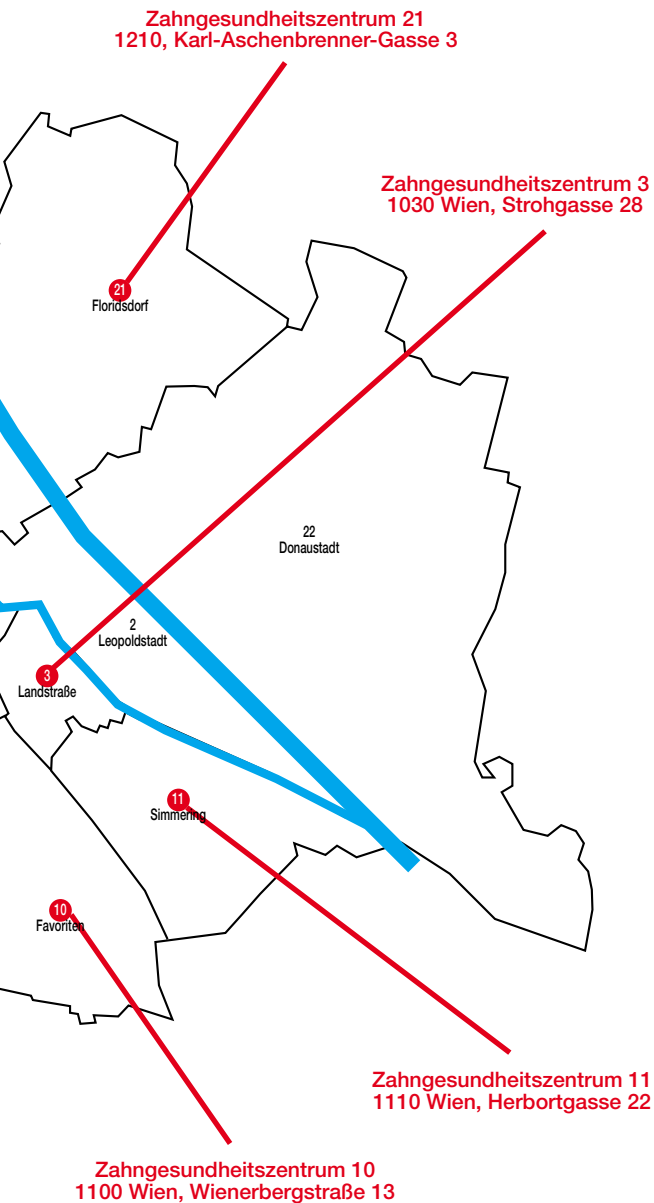 Zahngesundheitszentrum 21
1210, Karl-Aschenbrenner-Gasse 3
Zahngesundheitszentrum 3
1030 Wien, Strohgasse 28
21
Floridsdorf
22
Donaustadt
2
Leopoldstadt
3
Landstraße
11
Simmering
10
Favoriten
Zahngesundheitszentrum 11
1110 Wien, Herbortgasse 22
Zahngesundheitszentrum 10
1100 Wien, Wienerbergstraße 13